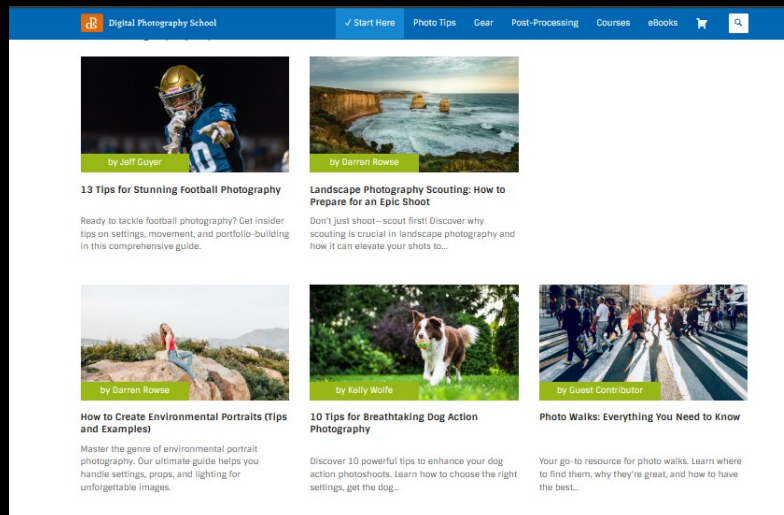 Digital Photography School
✓ Start Here
Photo Tips
Gear
Post-Processing
Courses
eBooks
by Jeff Guyer
13 Tips for Stunning Football Photography
Ready to tackle football photography? Get insider
tips on settings, movement, and portfolio-building
in this comprehensive guide.
by Darren Rowse
Landscape Photography Scouting: How to
Prepare for an Epic Shoot
Don't just shoot—scout first! Discover why
scouting is crucial in landscape photography and
how it can elevate your shots to...
by Darren Rowse
How to Create Environmental Portraits (Tips
and Examples)
Master the genre of environmental portrait
photography. Our ultimate guide helps you
handle settings, props, and lighting for
unforgettable images.
by Kelly Wolfe
10 Tips for Breathtaking Dog Action
Photography
Discover 10 powerful tips to enhance your dog
action photoshoots. Learn how to choose the right
settings, get the dog...
by Guest Contributor
Photo Walks: Everything You Need to Know
Your go-to resource for photo walks. Learn where
to find them, why they're great, and how to have
the best...